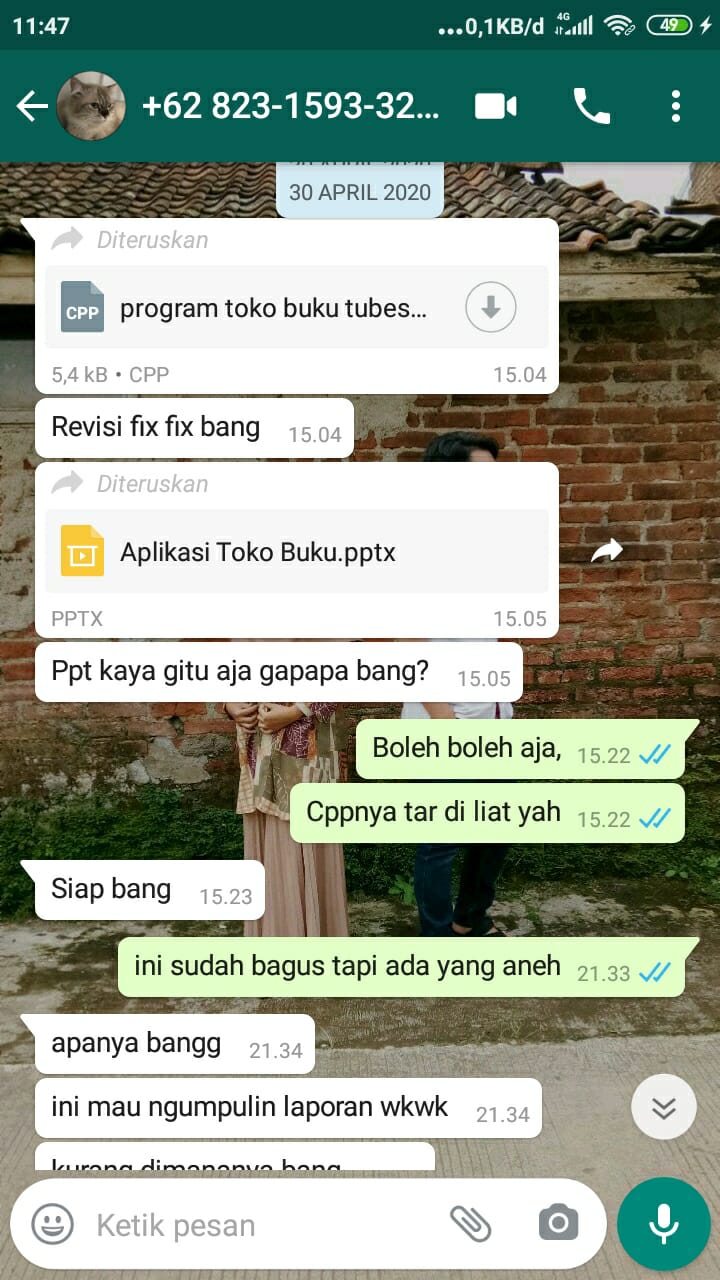 11:47
...0,1KB/d 4G 49
+62 823-1593-32...
30 APRIL 2020
Diteruskan
CPP program toko buku tubes...
5,4 kB • CPP 15.04
Revisi fix fix bang 15.04
Diteruskan
Aplikasi Toko Buku.pptx
PPTX 15.05
Ppt kaya gitu aja gapapa bang? 15.05
Boleh boleh aja, 15.22
Cppnya tar di liat yah 15.22
Siap bang 15.23
ini sudah bagus tapi ada yang aneh 21.33
apanya bangg 21.34
ini mau ngumpulin laporan wkwk 21.34
kurang dimananya bang
Ketik pesan